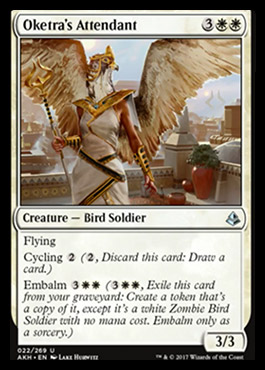 Oketra's Attendant 3
Creature — Bird Soldier
Flying
Cycling 2 (2, Discard this card: Draw a
card.)
Embalm 3 (3, Exile this card
from your graveyard: Create a token that's
a copy of it, except it's a white Zombie Bird
Soldier with no mana cost. Embalm only as
a sorcery.)
3/3
022/269 U
AKH • EN LAKE HURWITZ
™ & © 2017 Wizards of the Coast